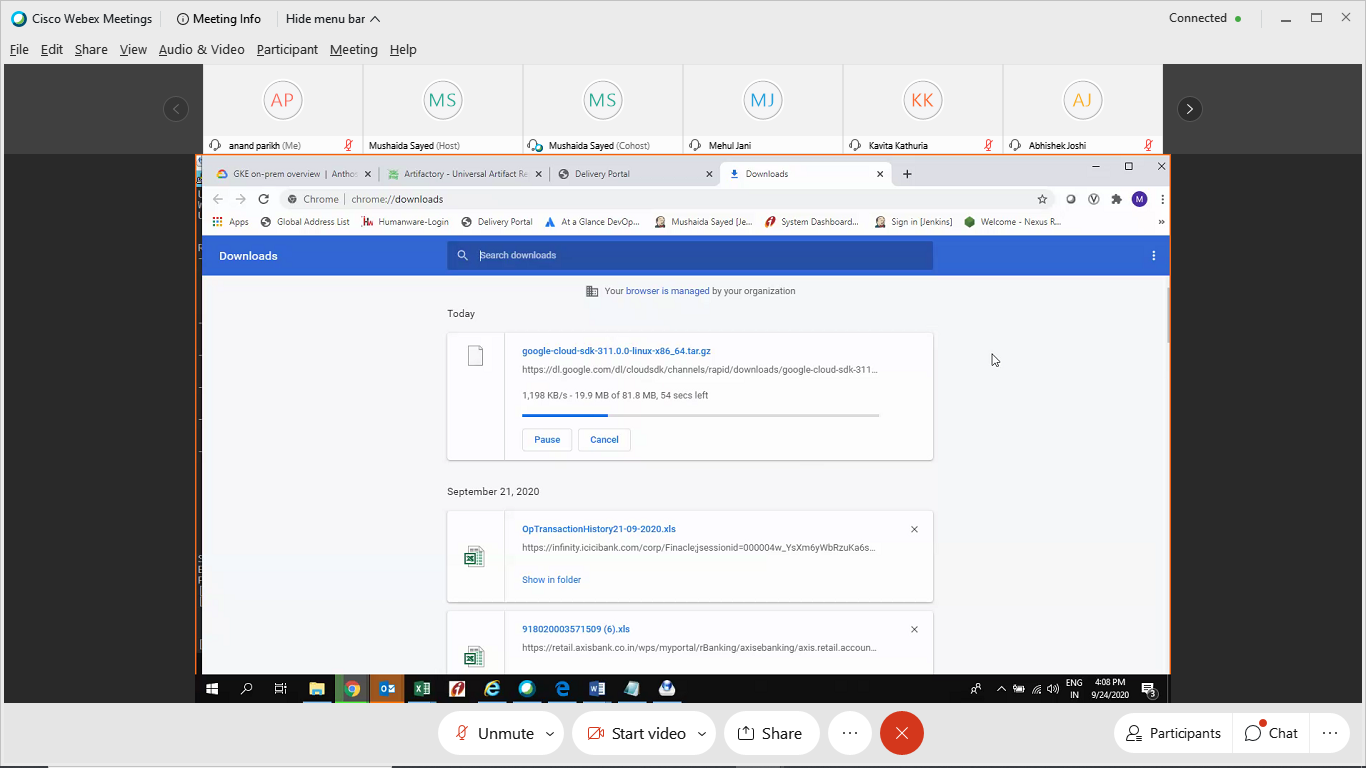 Cisco Webex Meetings
Meeting Info
Hide menu bar
Connected
File Edit Share View Audio & Video Participant Meeting Help
AP MS MS MJ KK AJ
anand parikh (Me)
Mushaida Sayed (Host)
Mushaida Sayed (Cohost)
Mehul Jani
Kavita Kathuria
Abhishek Joshi
GKE on-prem overview | Anthos
Artifactory - Universal Artifact Re
Delivery Portal
Downloads
Chrome | chrome://downloads
M
Apps
Global Address List
Humanware-Login
Delivery Portal
At a Glance DevOp...
Mushaida Sayed [Je...
System Dashboard...
Sign in [Jenkins]
Welcome - Nexus R...
»
Downloads
Search downloads
Your browser is managed by your organization
Today
google-cloud-sdk-311.0.0-linux-x86_64.tar.gz
https://dl.google.com/dl/cloudsdk/channels/rapid/downloads/google-cloud-sdk-311...
1,198 KB/s - 19.9 MB of 81.8 MB, 54 secs left
Pause
Cancel
September 21, 2020
OpTransactionHistory21-09-2020.xls
https://infinity.icicibank.com/corp/Finacle;jsessionid=000004w_YsXm6yWbRzuKa6s...
Show in folder
918020003571509 (6).xls
https://retail.axisbank.co.in/wps/myportal/rBanking/axisebanking/axis.retail.accoun...
ENG
IN
4:08 PM
9/24/2020
3
Unmute
Start video
Share
Participants
Chat